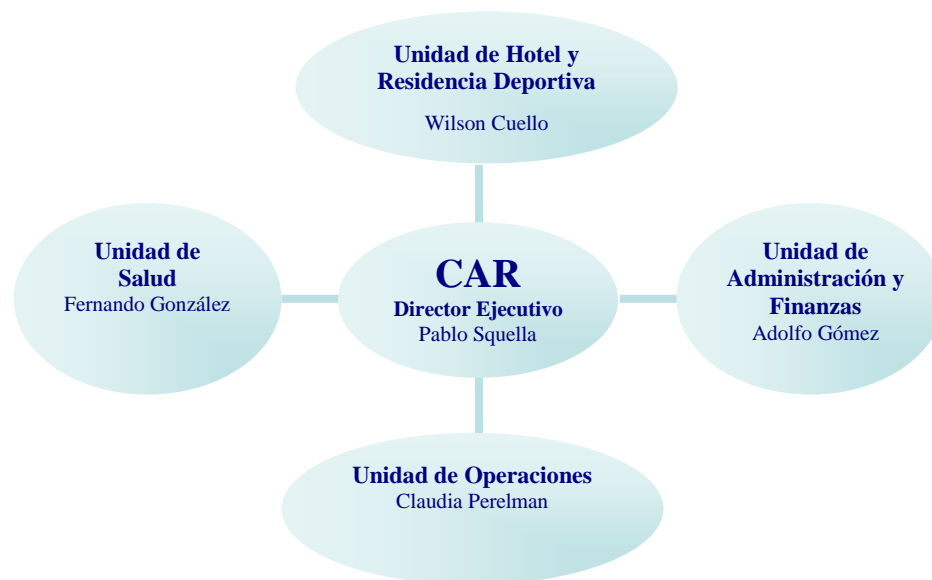 Unidad de Hotel y
Residencia Deportiva
Wilson Cuello
Unidad de
Salud
Fernando González
CAR
Director Ejecutivo
Pablo Squella
Unidad de
Administración y
Finanzas
Adolfo Gómez
Unidad de Operaciones
Claudia Perelman